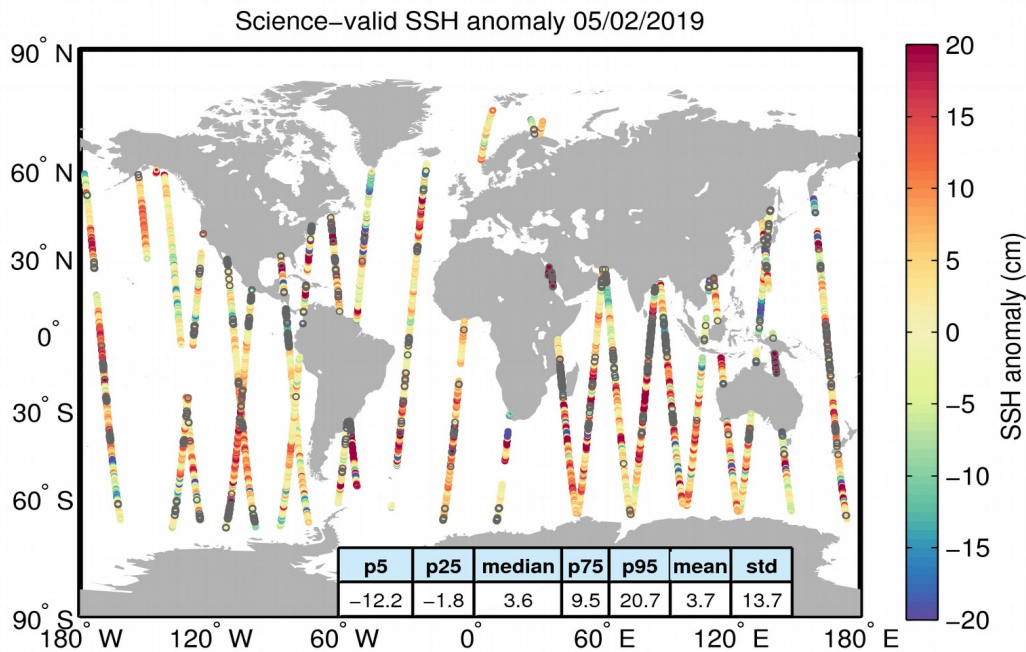 Science−valid SSH anomaly 05/02/2019
90° N
60° N
30° N
0°
30° S
60° S
90° S
180° W
120° W
60° W
0°
60° E
120° E
180° E
p5 p25 median p75 p95 mean std
−12.2 −1.8 3.6 9.5 20.7 3.7 13.7
20
15
10
5
0
−5
−10
−15
−20
SSH anomaly (cm)